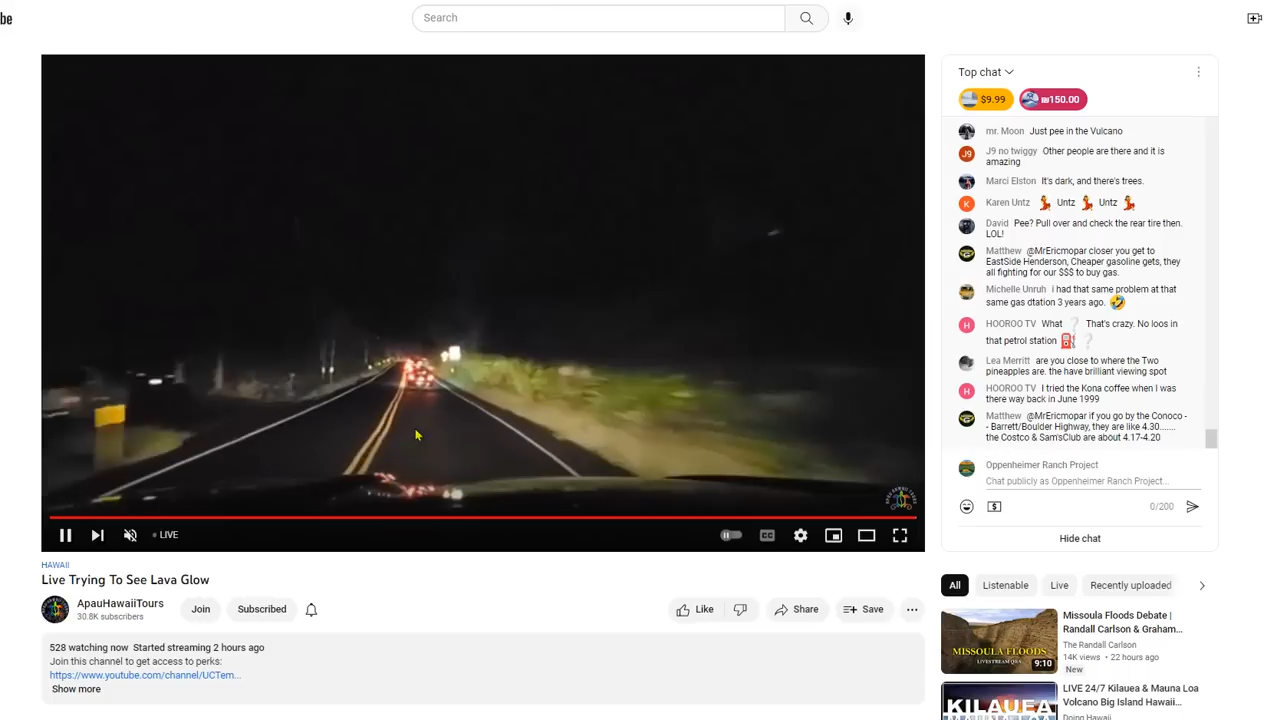 be
Search
Top chat
$9.99
₪150.00
mr. Moon Just pee in the Vulcano
J9
J9 no twiggy Other people are there and it is
amazing
Marci Elston It's dark, and there's trees.
K
Karen Untz Untz Untz
David Pee? Pull over and check the rear tire then.
LOL!
Matthew @MrEricmopar closer you get to
EastSide Henderson, Cheaper gasoline gets, they
all fighting for our $$$ to buy gas.
Michelle Unruh i had that same problem at that
same gas dtation 3 years ago. 🤣
H
HOOROO TV What ❔ That's crazy. No loos in
that petrol station ⛽❔
Lea Merritt are you close to where the Two
pineapples are. the have brilliant viewing spot
H
HOOROO TV I tried the Kona coffee when I was
there way back in June 1999
Matthew @MrEricmopar if you go by the Conoco -
- Barrett/Boulder Highway, they are like 4.30.......
the Costco & Sam'sClub are about 4.17-4.20
Oppenheimer Ranch Project
Chat publicly as Oppenheimer Ranch Project...
0/200
Hide chat
APAU HAWAII TOURS
LIVE
CC
HAWAII
Live Trying To See Lava Glow
ApauHawaiiTours
30.8K subscribers
Join
Subscribed
Like
Share
Save
528 watching now Started streaming 2 hours ago
Join this channel to get access to perks:
https://www.youtube.com/channel/UCTem...
Show more
All
Listenable
Live
Recently uploaded
MISSOULA FLOODS
LIVESTREAM Q&A
9:10
Missoula Floods Debate |
Randall Carlson & Graham...
The Randall Carlson
14K views • 22 hours ago
New
KILAUEA
LIVE 24/7 Kilauea & Mauna Loa
Volcano Big Island Hawaii...
Doing Hawaii